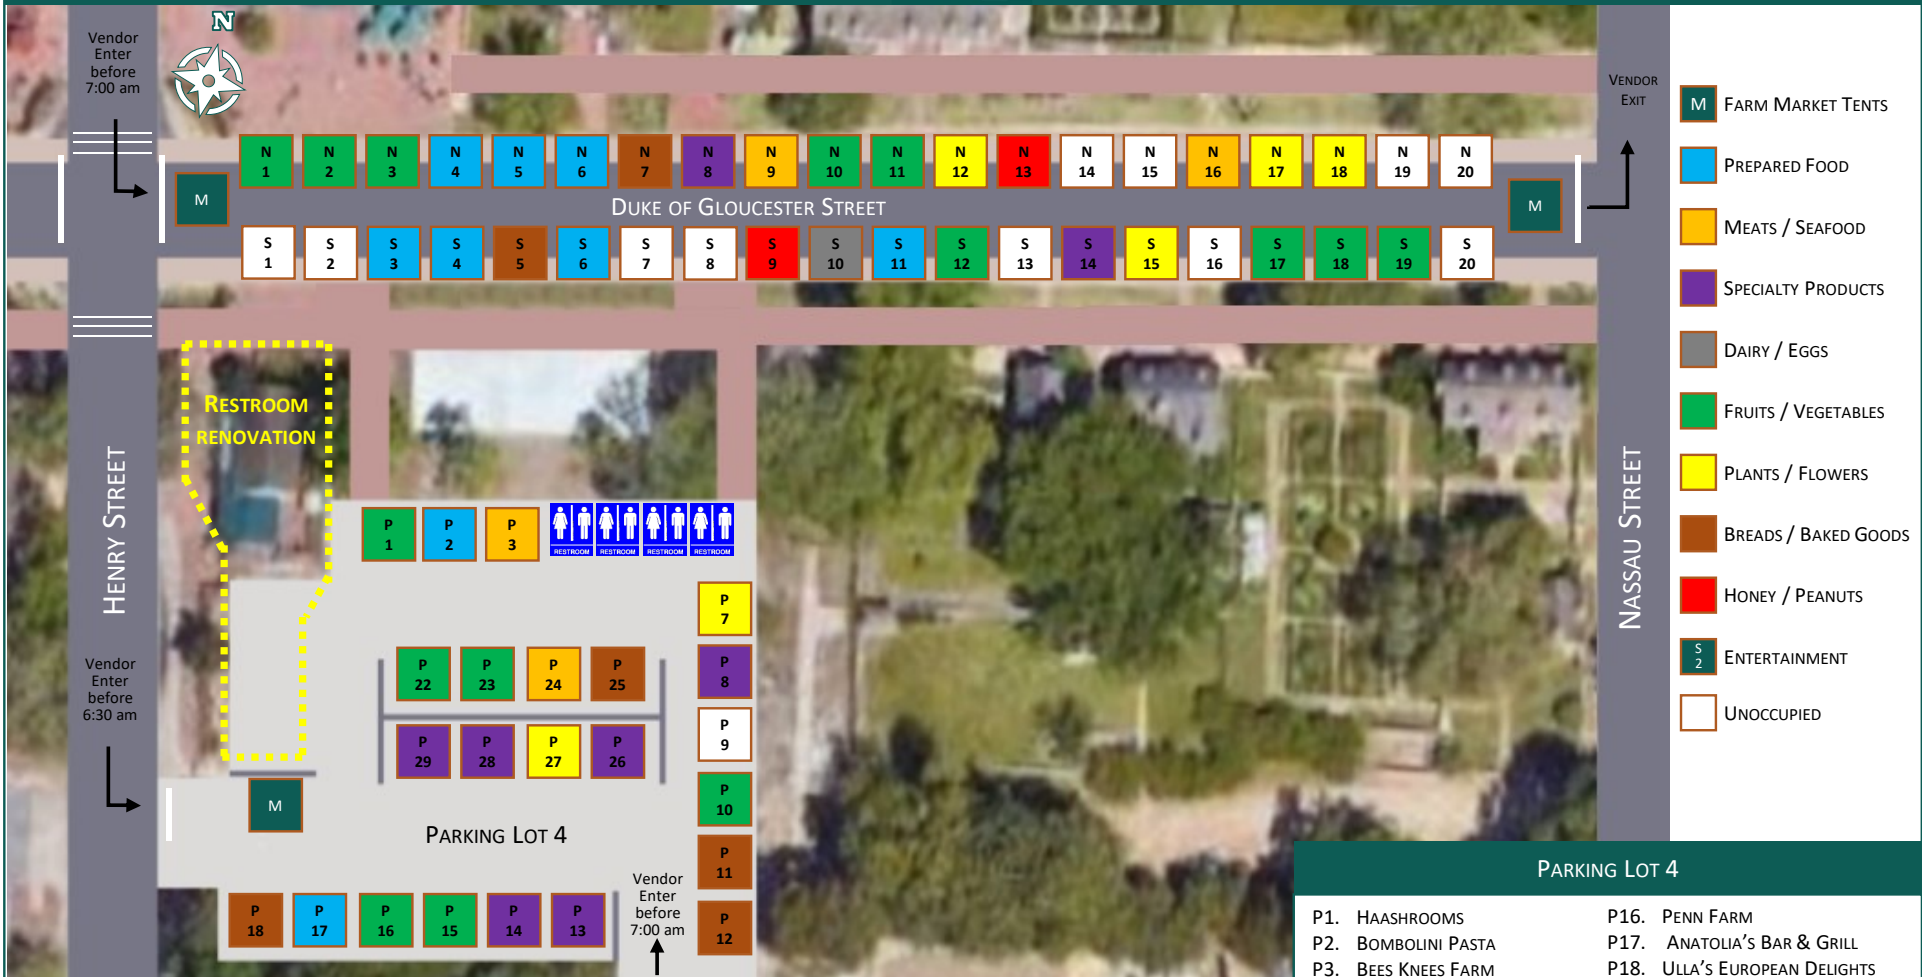 N
Vendor
Enter
before
7:00 am
VENDOR
EXIT
N
1
N
2
N
3
N
4
N
5
N
6
N
7
N
8
N
9
N
10
N
11
N
12
N
13
N
14
N
15
N
16
N
17
N
18
N
19
N
20
M
DUKE OF GLOUCESTER STREET
M
S
1
S
2
S
3
S
4
S
5
S
6
S
7
S
8
S
9
S
10
S
11
S
12
S
13
S
14
S
15
S
16
S
17
S
18
S
19
S
20
M FARM MARKET TENTS
PREPARED FOOD
MEATS / SEAFOOD
SPECIALTY PRODUCTS
DAIRY / EGGS
FRUITS / VEGETABLES
PLANTS / FLOWERS
BREADS / BAKED GOODS
HONEY / PEANUTS
S
2
ENTERTAINMENT
UNOCCUPIED
RESTROOM
RENOVATION
HENRY STREET
NASSAU STREET
P
1
P
2
P
3
RESTROOM RESTROOM RESTROOM RESTROOM
P
7
P
8
P
9
P
10
P
11
P
12
P
22
P
23
P
24
P
25
P
29
P
28
P
27
P
26
Vendor
Enter
before
6:30 am
M
PARKING LOT 4
P
18
P
17
P
16
P
15
P
14
P
13
Vendor
Enter
before
7:00 am
PARKING LOT 4
P1. HAASHROOMS
P2. BOMBOLINI PASTA
P3. BEES KNEES FARM
P16. PENN FARM
P17. ANATOLIA'S BAR & GRILL
P18. ULLA'S EUROPEAN DELIGHTS